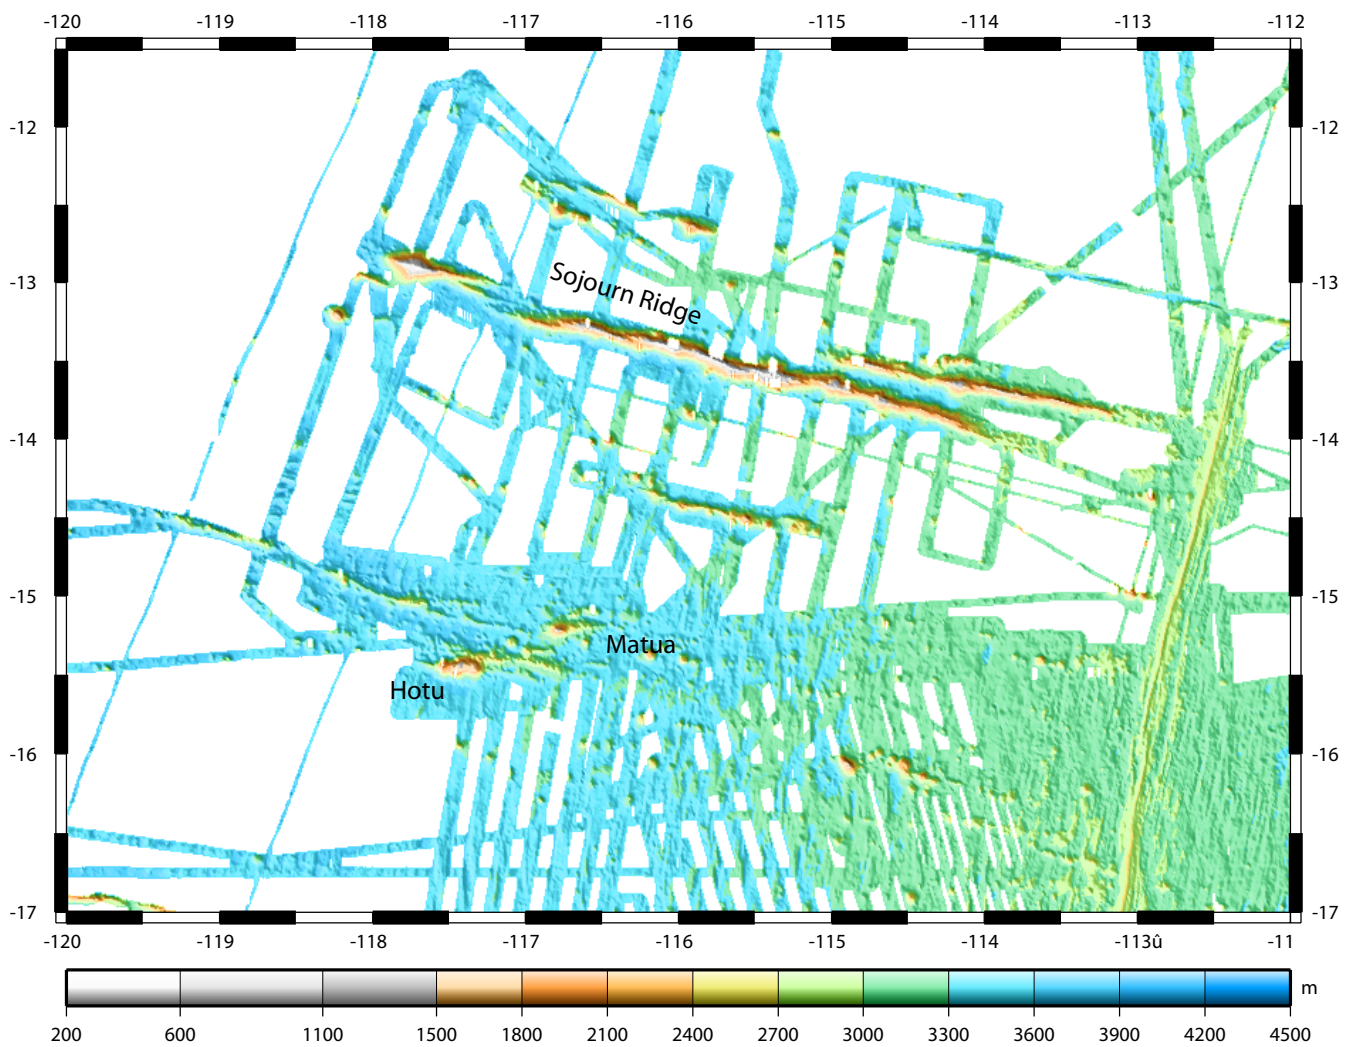 -120 -119 -118 -117 -116 -115 -114 -113 -112
-12 -12
-13 -13
Sojourn Ridge
-14 -14
-15 -15
Matua
Hotu
-16 -16
-17 -17
-120 -119 -118 -117 -116 -115 -114 -113û -11
m
200 600 1100 1500 1800 2100 2400 2700 3000 3300 3600 3900 4200 4500